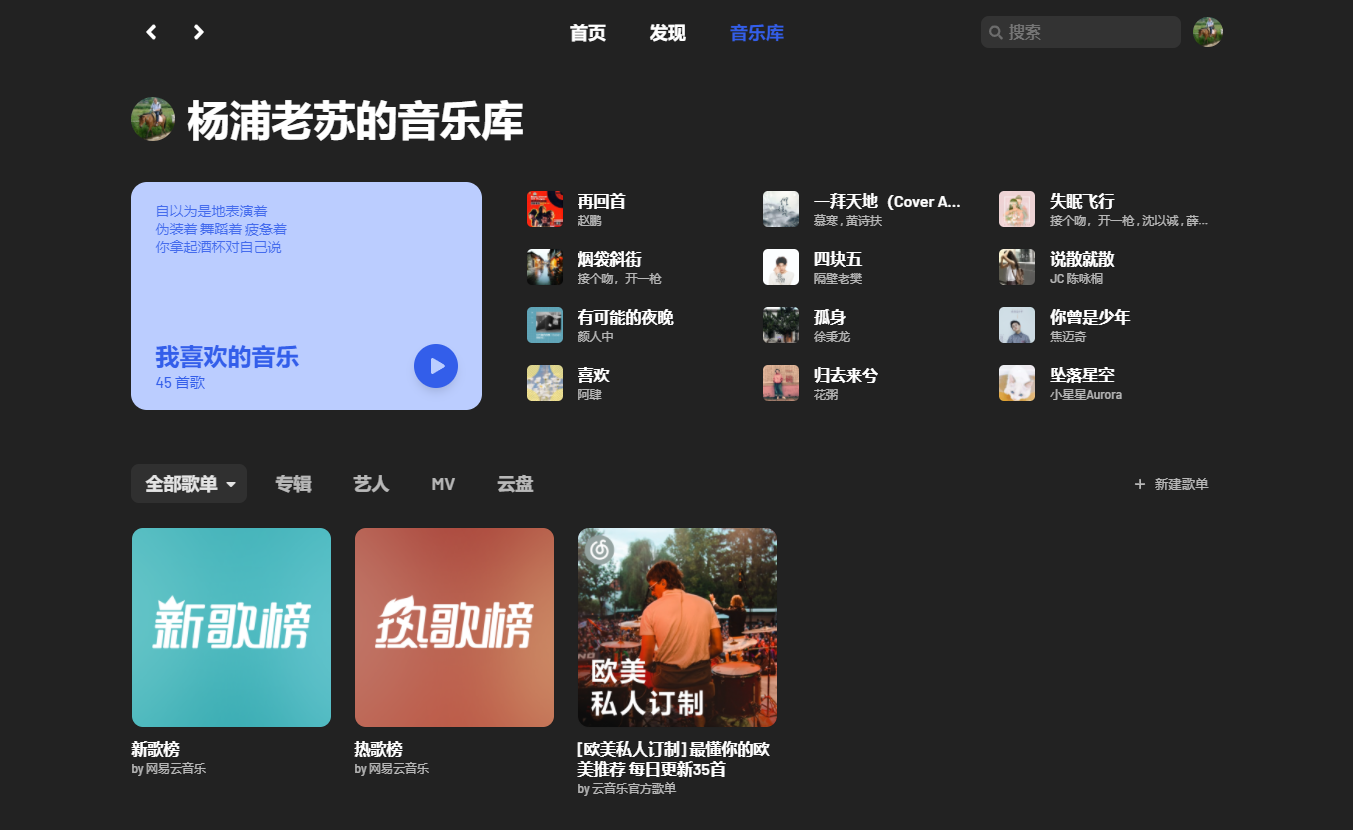 首页
发现
音乐库
搜索
杨浦老苏的音乐库
自以为是地表演着
伪装着 舞蹈着 疲惫着
你拿起酒杯对自己说
我喜欢的音乐
45 首歌
再回首
赵鹏
一拜天地（Cover A...
慕寒 , 黄诗扶
失眠飞行
接个吻，开一枪 , 沈以诚 , 薛...
烟袋斜街
接个吻，开一枪
四块五
隔壁老樊
说散就散
JC 陈咏桐
有可能的夜晚
颜人中
孤身
徐秉龙
你曾是少年
焦迈奇
喜欢
阿肆
归去来兮
花粥
坠落星空
小星星Aurora
全部歌单
专辑
艺人
MV
云盘
新建歌单
新歌榜
热歌榜
欧美
私人订制
新歌榜
by 网易云音乐
热歌榜
by 网易云音乐
[欧美私人订制] 最懂你的欧
美推荐 每日更新35首
by 云音乐官方歌单